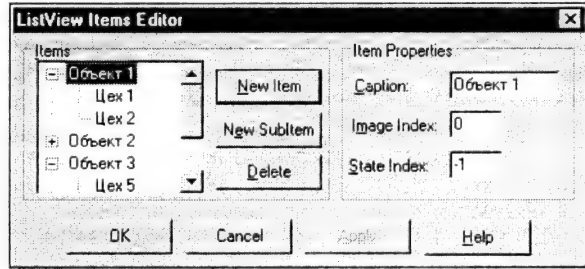 ListView Items Editor
Items
Объект 1
Цех 1
Цех 2
Объект 2
Объект 3
Цех 5
New Item
New SubItem
Delete
Item Properties
Caption: Объект 1
Image Index: 0
State Index: -1
OK Cancel Apply Help